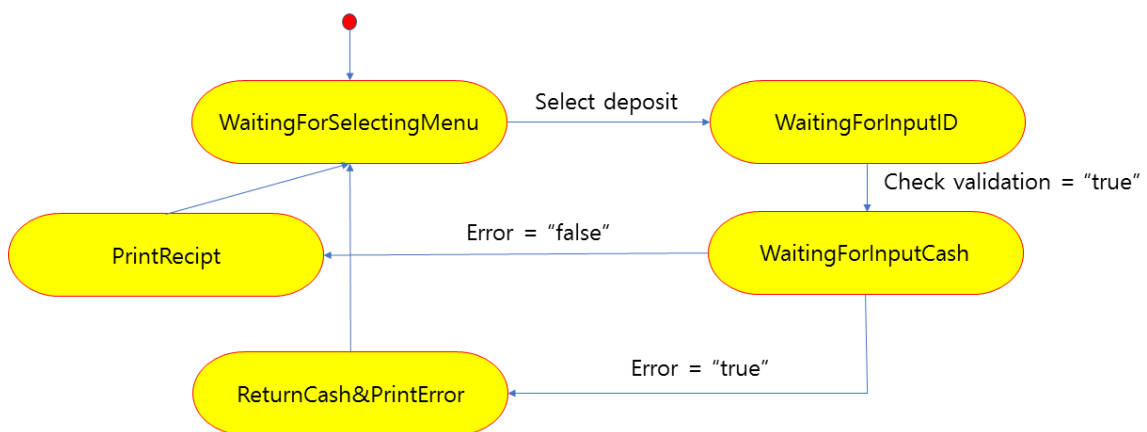 Select deposit
WaitingForSelectingMenu
WaitingForInputID
Check validation = “true”
Error = “false”
PrintRecipt
WaitingForInputCash
Error = “true”
ReturnCash&PrintError